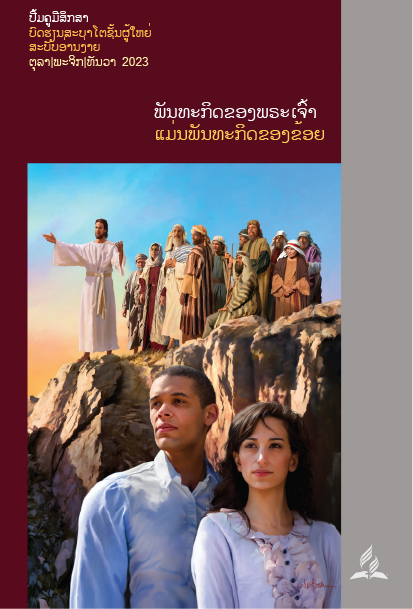 ປຶ້ມຄູ່ມືສຶກສາ
ບົດຮຽນສະບາໂຕຊັ້ນຜູ້ໃຫຍ່
ສະບັບອ່ານງ່າຍ
ຕຸລາ|ພະຈິກ|ທັນວາ 2023
ພັນທະກິດຂອງພຣະເຈົ້າ
ແມ່ນພັນທະກິດຂອງຂ້ອຍ